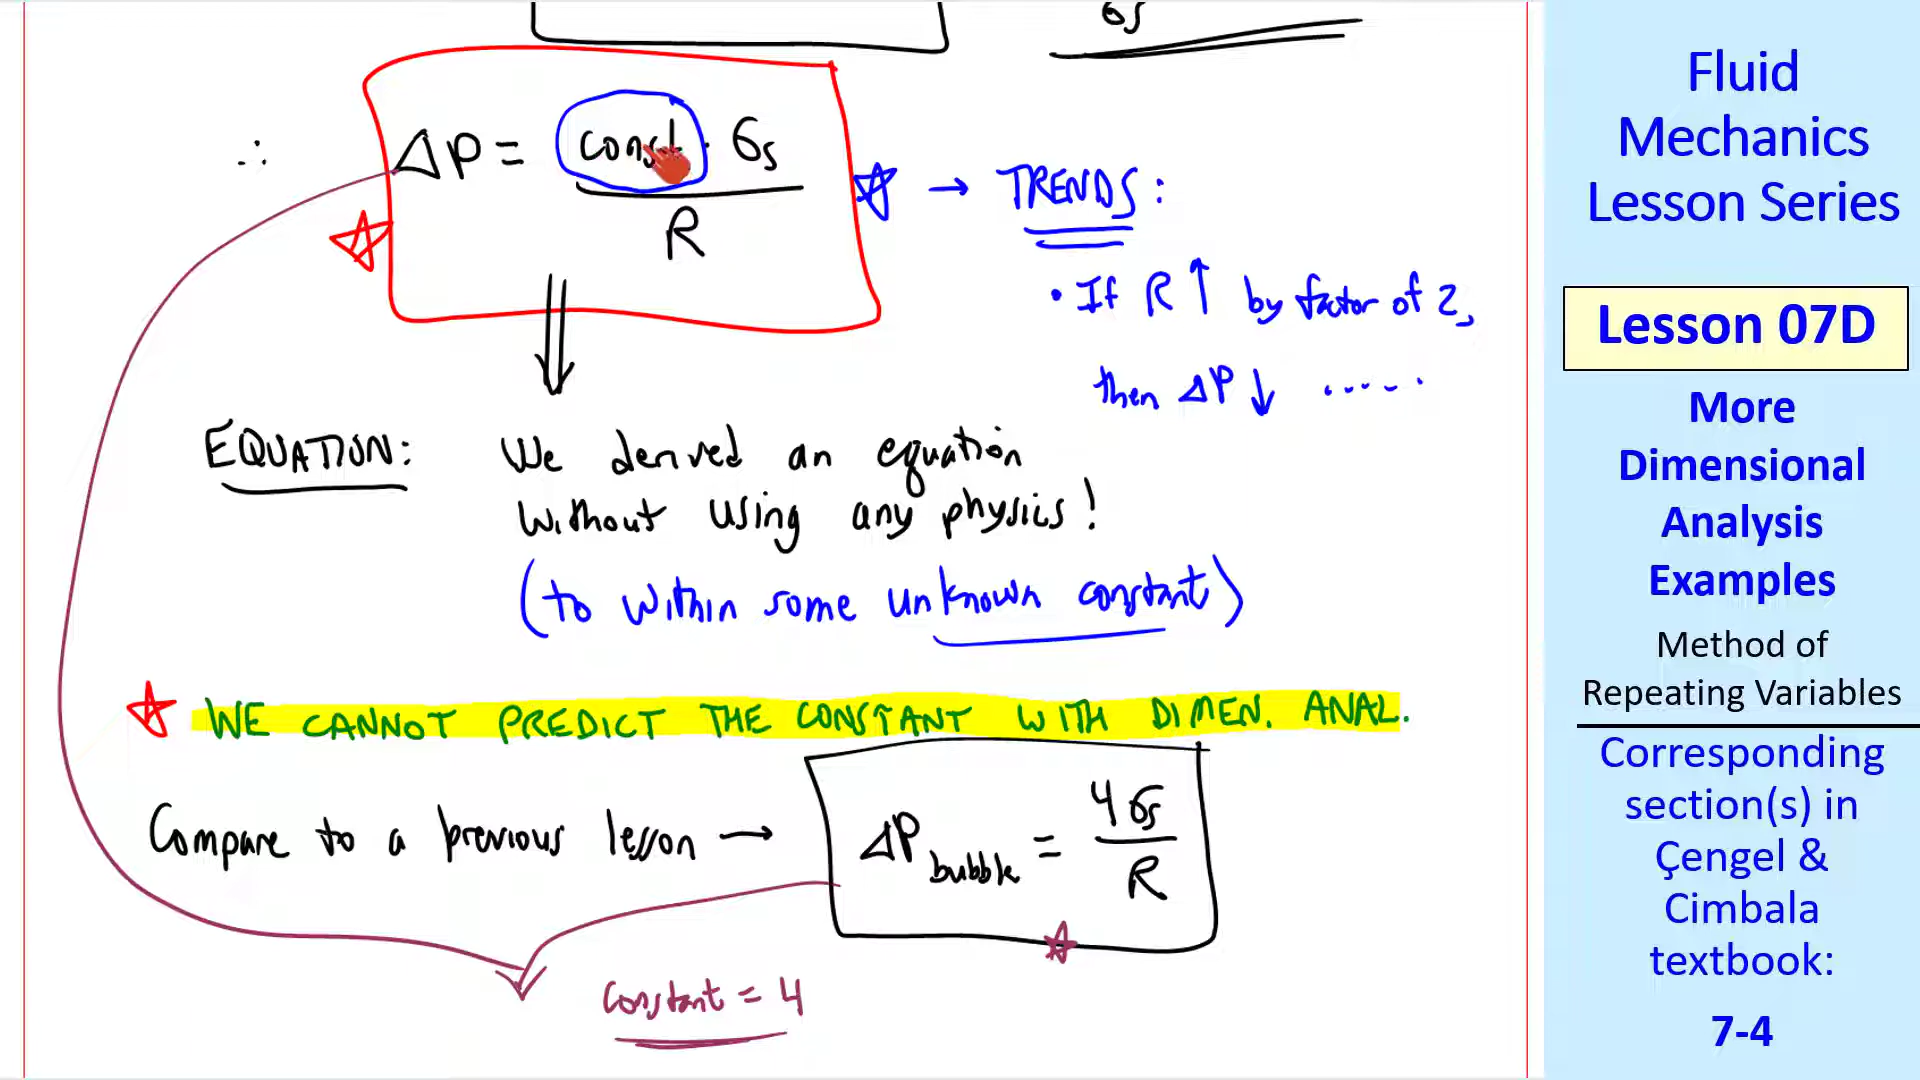 σs
∴ ΔP = const · σs / R
☆ → TRENDS:
• If R ↑ by factor of 2,
then ΔP ↓ ......
EQUATION: We derived an equation
without using any physics!
(to within some unknown constant)
☆ WE CANNOT PREDICT THE CONSTANT WITH DIMEN. ANAL.
Compare to a previous lesson → ΔP bubble = 4σs / R
Constant = 4
Fluid
Mechanics
Lesson Series
Lesson 07D
More
Dimensional
Analysis
Examples
Method of
Repeating Variables
Corresponding
section(s) in
Çengel &
Cimbala
textbook:
7-4